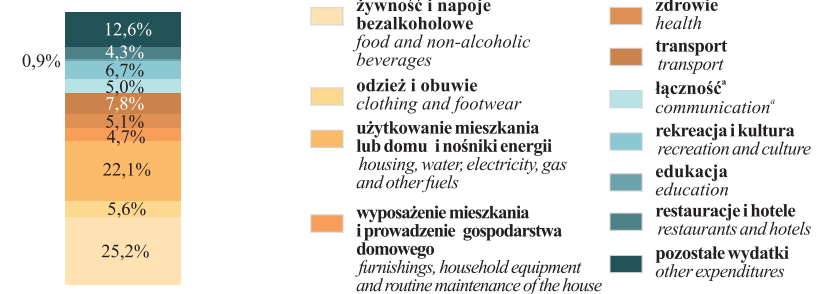 12,6%
4,3%
0,9%
6,7%
5,0%
7,8%
5,1%
4,7%
22,1%
5,6%
25,2%
żywność i napoje
bezalkoholowe
food and non-alcoholic
beverages
odzież i obuwie
clothing and footwear
użytkowanie mieszkania
lub domu i nośniki energii
housing, water, electricity, gas
and other fuels
wyposażenie mieszkania
i prowadzenie gospodarstwa
domowego
furnishings, household equipment
and routine maintenance of the house
zdrowie
health
transport
transport
łącznośćᵃ
communicationᵃ
rekreacja i kultura
recreation and culture
edukacja
education
restauracje i hotele
restaurants and hotels
pozostałe wydatki
other expenditures